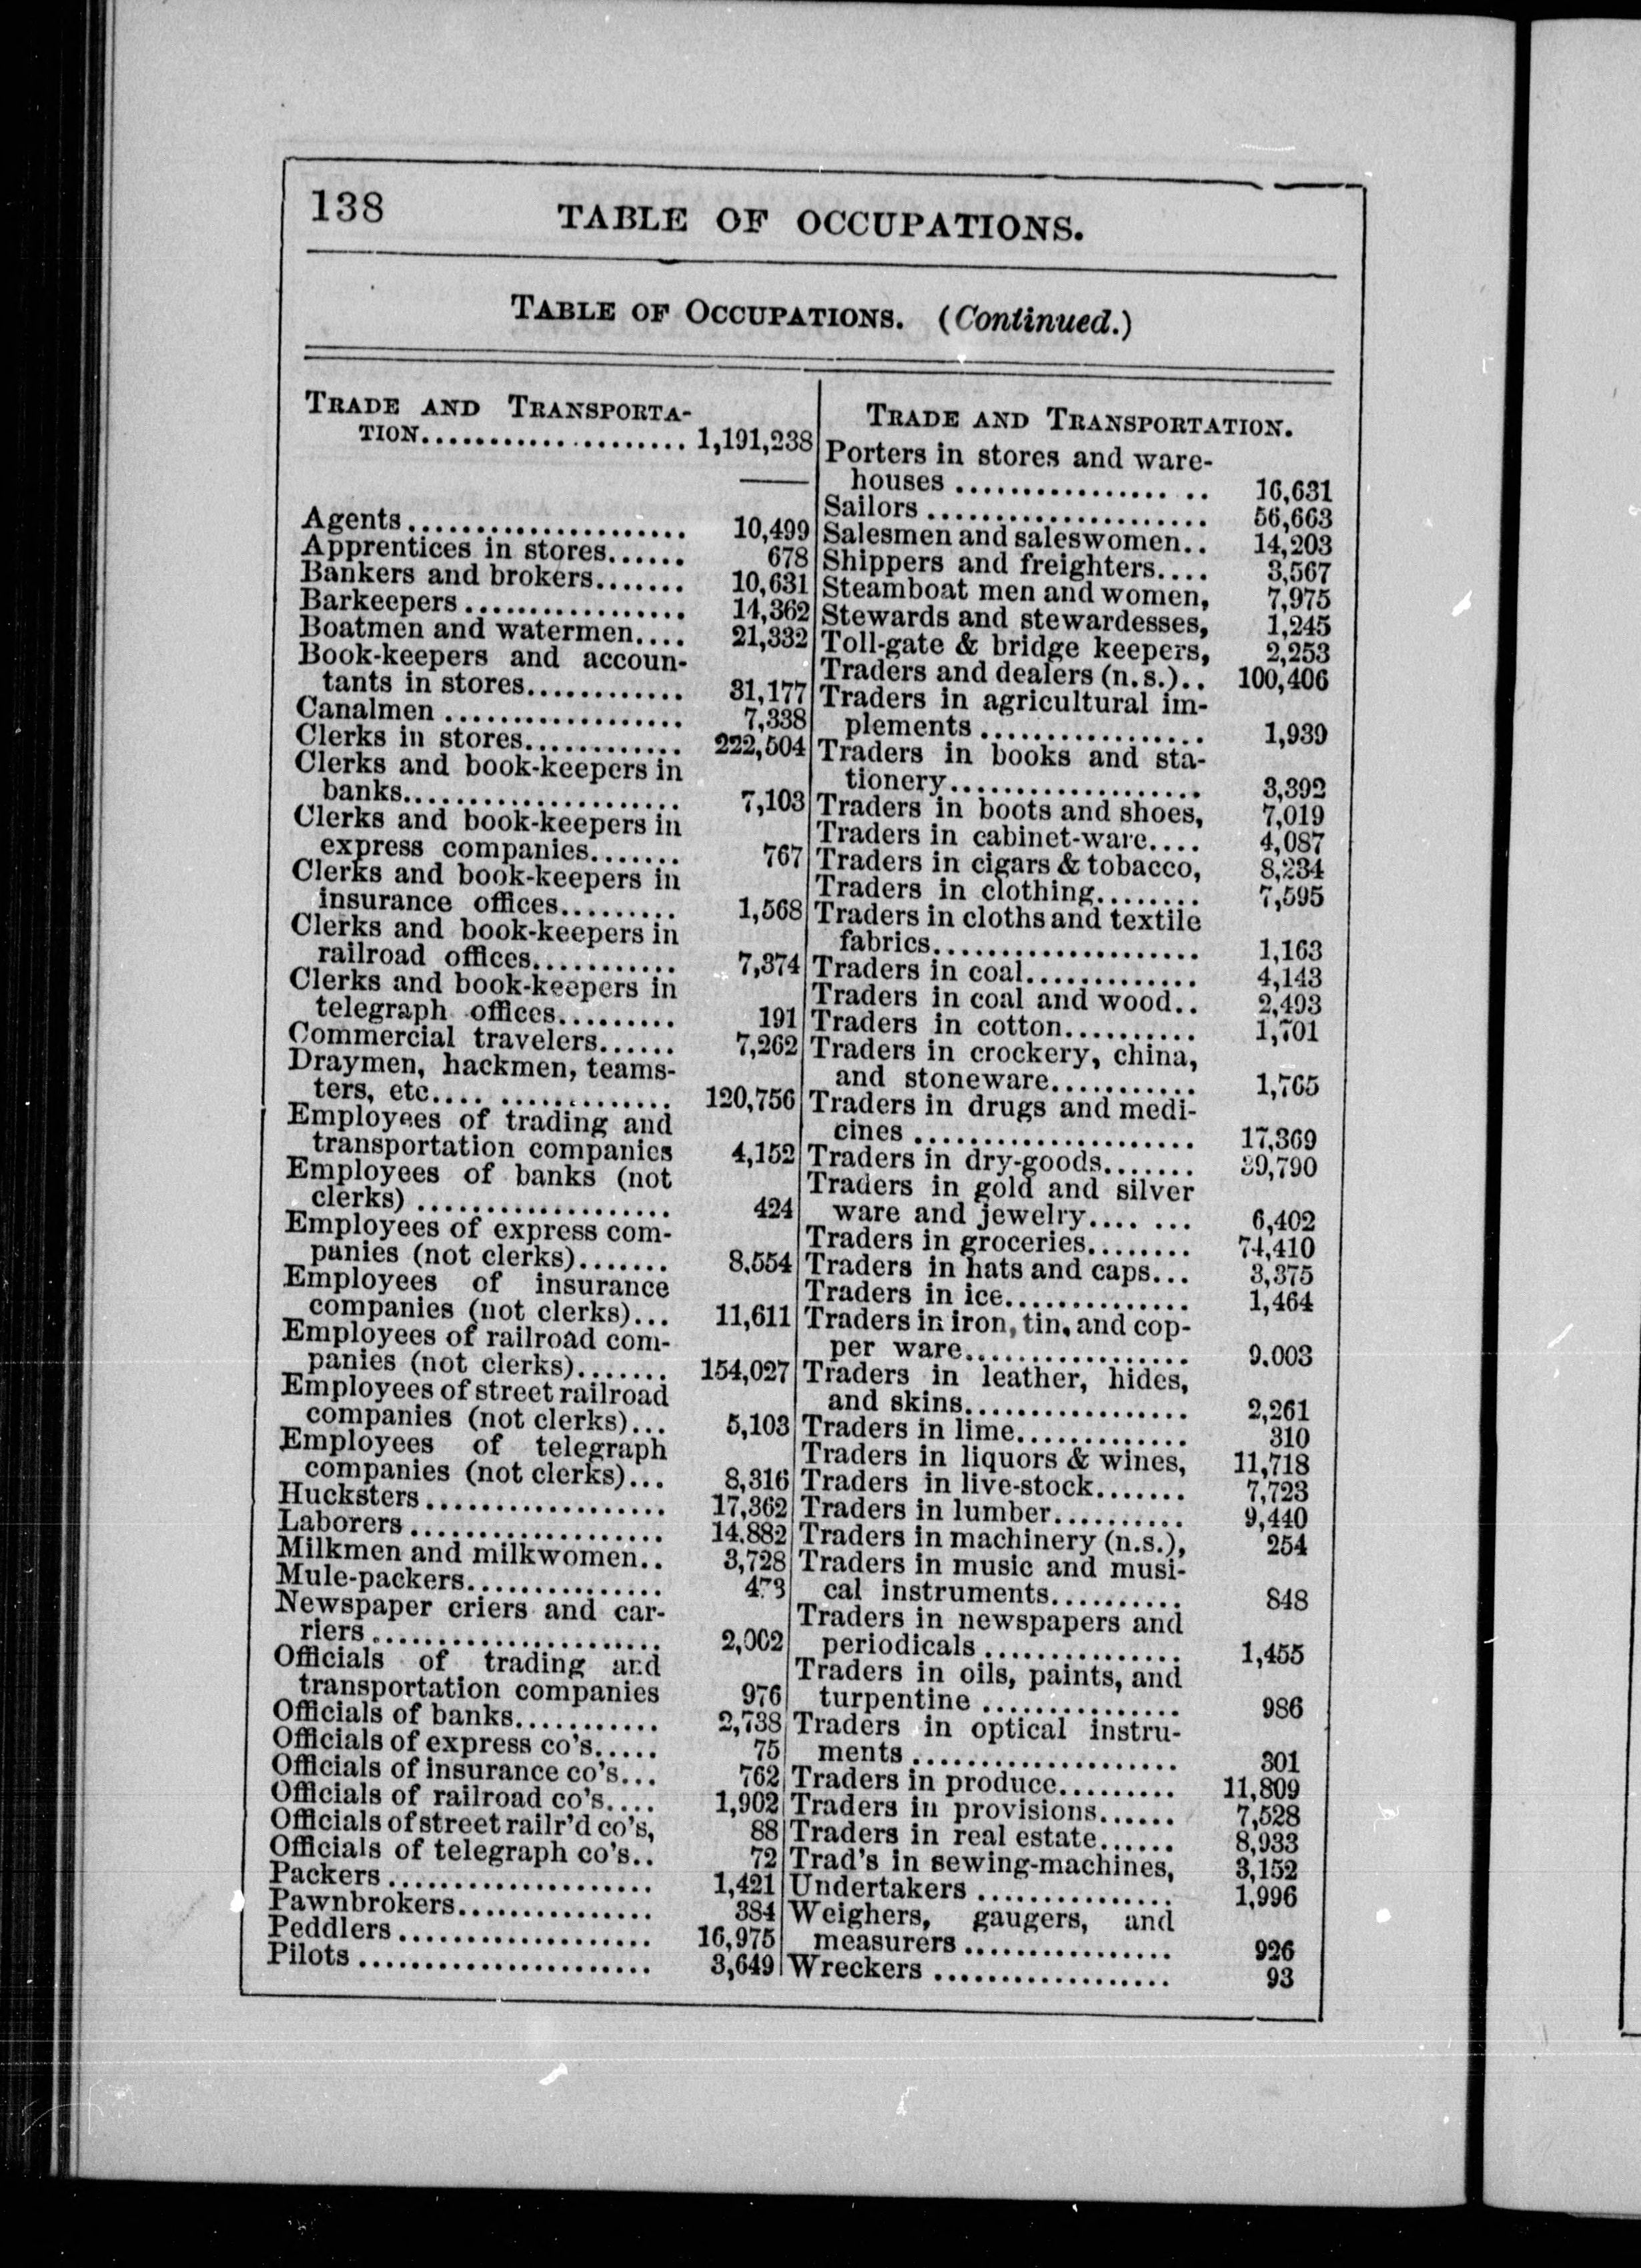 138
TABLE OF OCCUPATIONS.
TABLE OF OCCUPATIONS. (Continued.)
TRADE AND TRANSPORTA-
TION.................... 1,191,238
Agents..................... 10,499
Apprentices in stores...... 678
Bankers and brokers....... 10,631
Barkeepers................. 14,362
Boatmen and watermen.... 21,332
Book-keepers and accoun-
tants in stores............ 31,177
Canalmen.................. 7,338
Clerks in stores............ 222,504
Clerks and book-keepers in
banks..................... 7,103
Clerks and book-keepers in
express companies....... 767
Clerks and book-keepers in
insurance offices......... 1,568
Clerks and book-keepers in
railroad offices........... 7,374
Clerks and book-keepers in
telegraph offices......... 191
Commercial travelers...... 7,262
Draymen, hackmen, teams-
ters, etc.... ............. 120,756
Employees of trading and
transportation companies 4,152
Employees of banks (not
clerks) ................... 424
Employees of express com-
panies (not clerks)....... 8,554
Employees of insurance
companies (not clerks)... 11,611
Employees of railroad com-
panies (not clerks)....... 154,027
Employees of street railroad
companies (not clerks)... 5,103
Employees of telegraph
companies (not clerks)... 8,316
Hucksters.................. 17,362
Laborers................... 14,882
Milkmen and milkwomen.. 3,728
Mule-packers............... 473
Newspaper criers and car-
riers...................... 2,002
Officials of trading and
transportation companies 976
Officials of banks........... 2,738
Officials of express co's..... 75
Officials of insurance co's... 762
Officials of railroad co's.... 1,902
Officials of street railr'd co's, 88
Officials of telegraph co's.. 72
Packers.................... 1,421
Pawnbrokers............... 384
Peddlers................... 16,975
Pilots...................... 3,649
TRADE AND TRANSPORTATION.
Porters in stores and ware-
houses ................ .. 16,631
Sailors ..................... 56,663
Salesmen and saleswomen.. 14,203
Shippers and freighters.... 3,567
Steamboat men and women, 7,975
Stewards and stewardesses, 1,245
Toll-gate & bridge keepers, 2,253
Traders and dealers (n.s.).. 100,406
Traders in agricultural im-
plements ................. 1,939
Traders in books and sta-
tionery................... 3,392
Traders in boots and shoes, 7,019
Traders in cabinet-ware.... 4,087
Traders in cigars & tobacco, 8,234
Traders in clothing........ 7,595
Traders in cloths and textile
fabrics.................... 1,163
Traders in coal............. 4,143
Traders in coal and wood.. 2,493
Traders in cotton.......... 1,701
Traders in crockery, china,
and stoneware........... 1,765
Traders in drugs and medi-
cines ..................... 17,369
Traders in dry-goods....... 39,790
Traders in gold and silver
ware and jewelry.... ... 6,402
Traders in groceries........ 74,410
Traders in hats and caps... 3,375
Traders in ice.............. 1,464
Traders in iron, tin, and cop-
per ware................. 9.003
Traders in leather, hides,
and skins................. 2,261
Traders in lime............. 310
Traders in liquors & wines, 11,718
Traders in live-stock....... 7,723
Traders in lumber.......... 9,440
Traders in machinery (n.s.), 254
Traders in music and musi-
cal instruments.......... 848
Traders in newspapers and
periodicals............... 1,455
Traders in oils, paints, and
turpentine ............... 986
Traders in optical instru-
ments .................... 301
Traders in produce......... 11,809
Traders in provisions...... 7,528
Traders in real estate...... 8,933
Trad's in sewing-machines, 3,152
Undertakers ............... 1,996
Weighers, gaugers, and
measurers................ 926
Wreckers .................. 93